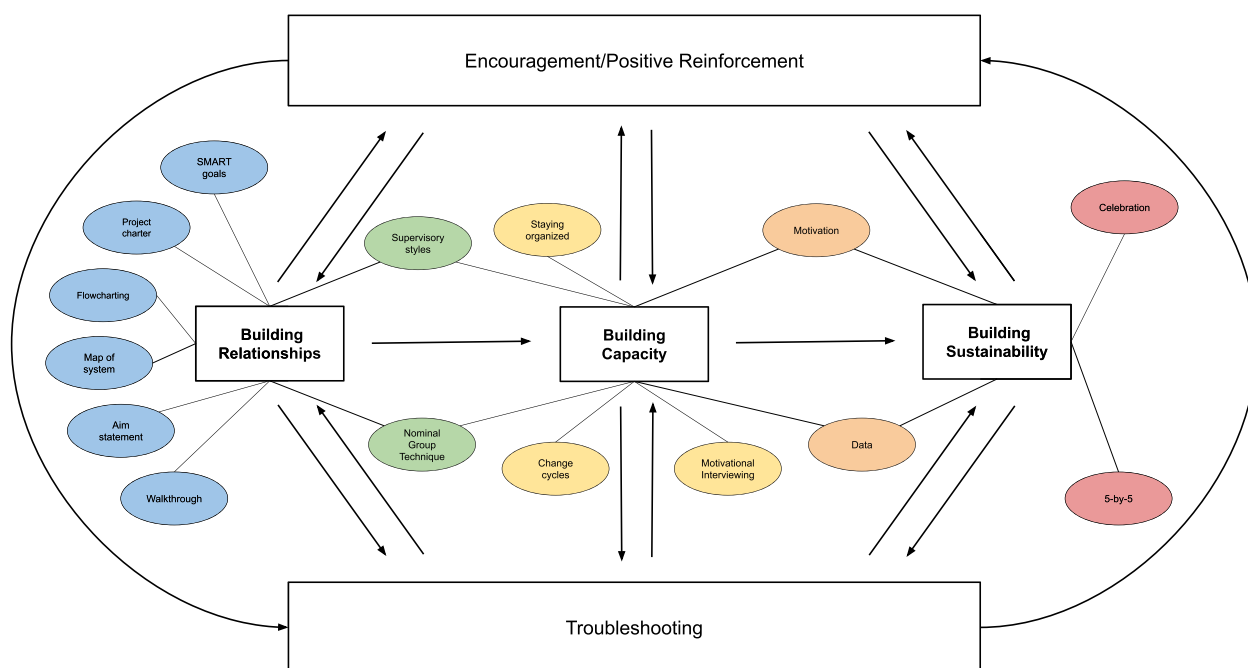 Encouragement/Positive Reinforcement
SMART
goals
Project
charter
Flowcharting
Map of
system
Aim
statement
Walkthrough
Supervisory
styles
Staying
organized
Motivation
Celebration
Building
Relationships
Building
Capacity
Building
Sustainability
Nominal
Group
Technique
Change
cycles
Motivational
Interviewing
Data
5-by-5
Troubleshooting